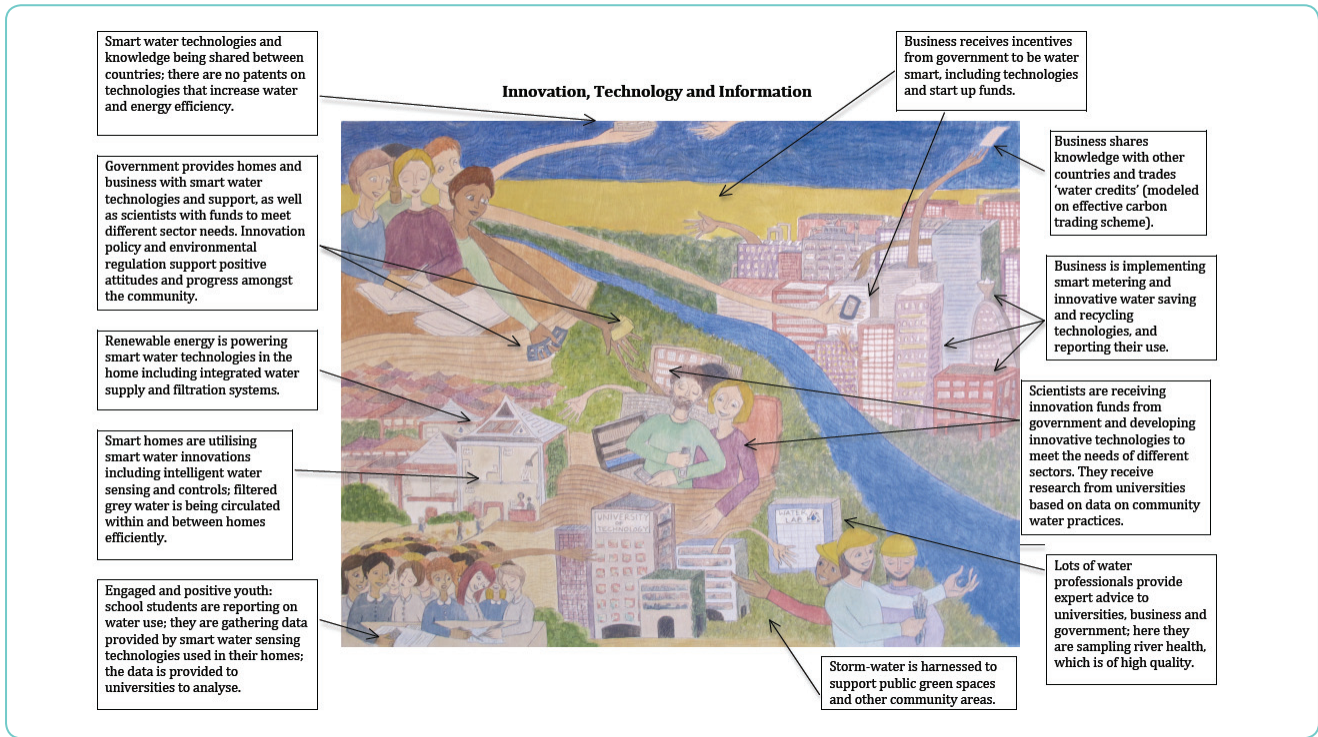 Innovation, Technology and Information
Smart water technologies and
knowledge being shared between
countries; there are no patents on
technologies that increase water
and energy efficiency.
Government provides homes and
business with smart water
technologies and support, as well
as scientists with funds to meet
different sector needs. Innovation
policy and environmental
regulation support positive
attitudes and progress amongst
the community.
Renewable energy is powering
smart water technologies in the
home including integrated water
supply and filtration systems.
Smart homes are utilising
smart water innovations
including intelligent water
sensing and controls; filtered
grey water is being circulated
within and between homes
efficiently.
Engaged and positive youth:
school students are reporting on
water use; they are gathering data
provided by smart water sensing
technologies used in their homes;
the data is provided to
universities to analyse.
UNIVERSITY
OF
TECHNOLOGY
WATER
LAB
Business receives incentives
from government to be water
smart, including technologies
and start up funds.
Business shares
knowledge with other
countries and trades
‘water credits’ (modeled
on effective carbon
trading scheme).
Business is implementing
smart metering and
innovative water saving
and recycling
technologies, and
reporting their use.
Scientists are receiving
innovation funds from
government and developing
innovative technologies to
meet the needs of different
sectors. They receive
research from universities
based on data on community
water practices.
Lots of water
professionals provide
expert advice to
universities, business and
government; here they
are sampling river health,
which is of high quality.
Storm-water is harnessed to
support public green spaces
and other community areas.